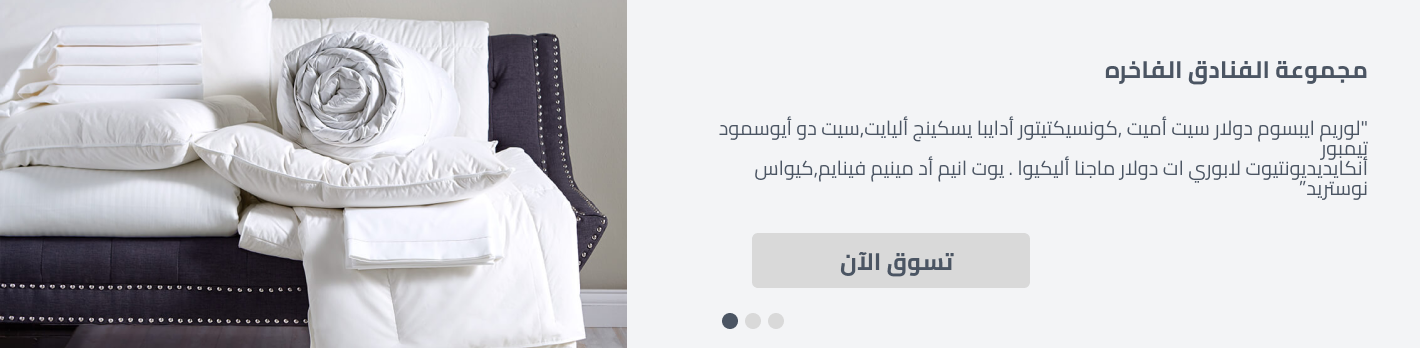 مجموعة الفنادق الفاخره
"لوريم ايبسوم دولار سيت أميت ,كونسيكتيتور أدايبا يسكينج أليايت,سيت دو أيوسمود
تيمبور
أنكايديديونتيوت لابوري ات دولار ماجنا أليكيوا . يوت انيم أد مينيم فينايم,كيواس
نوستريد"
تسوق الآن